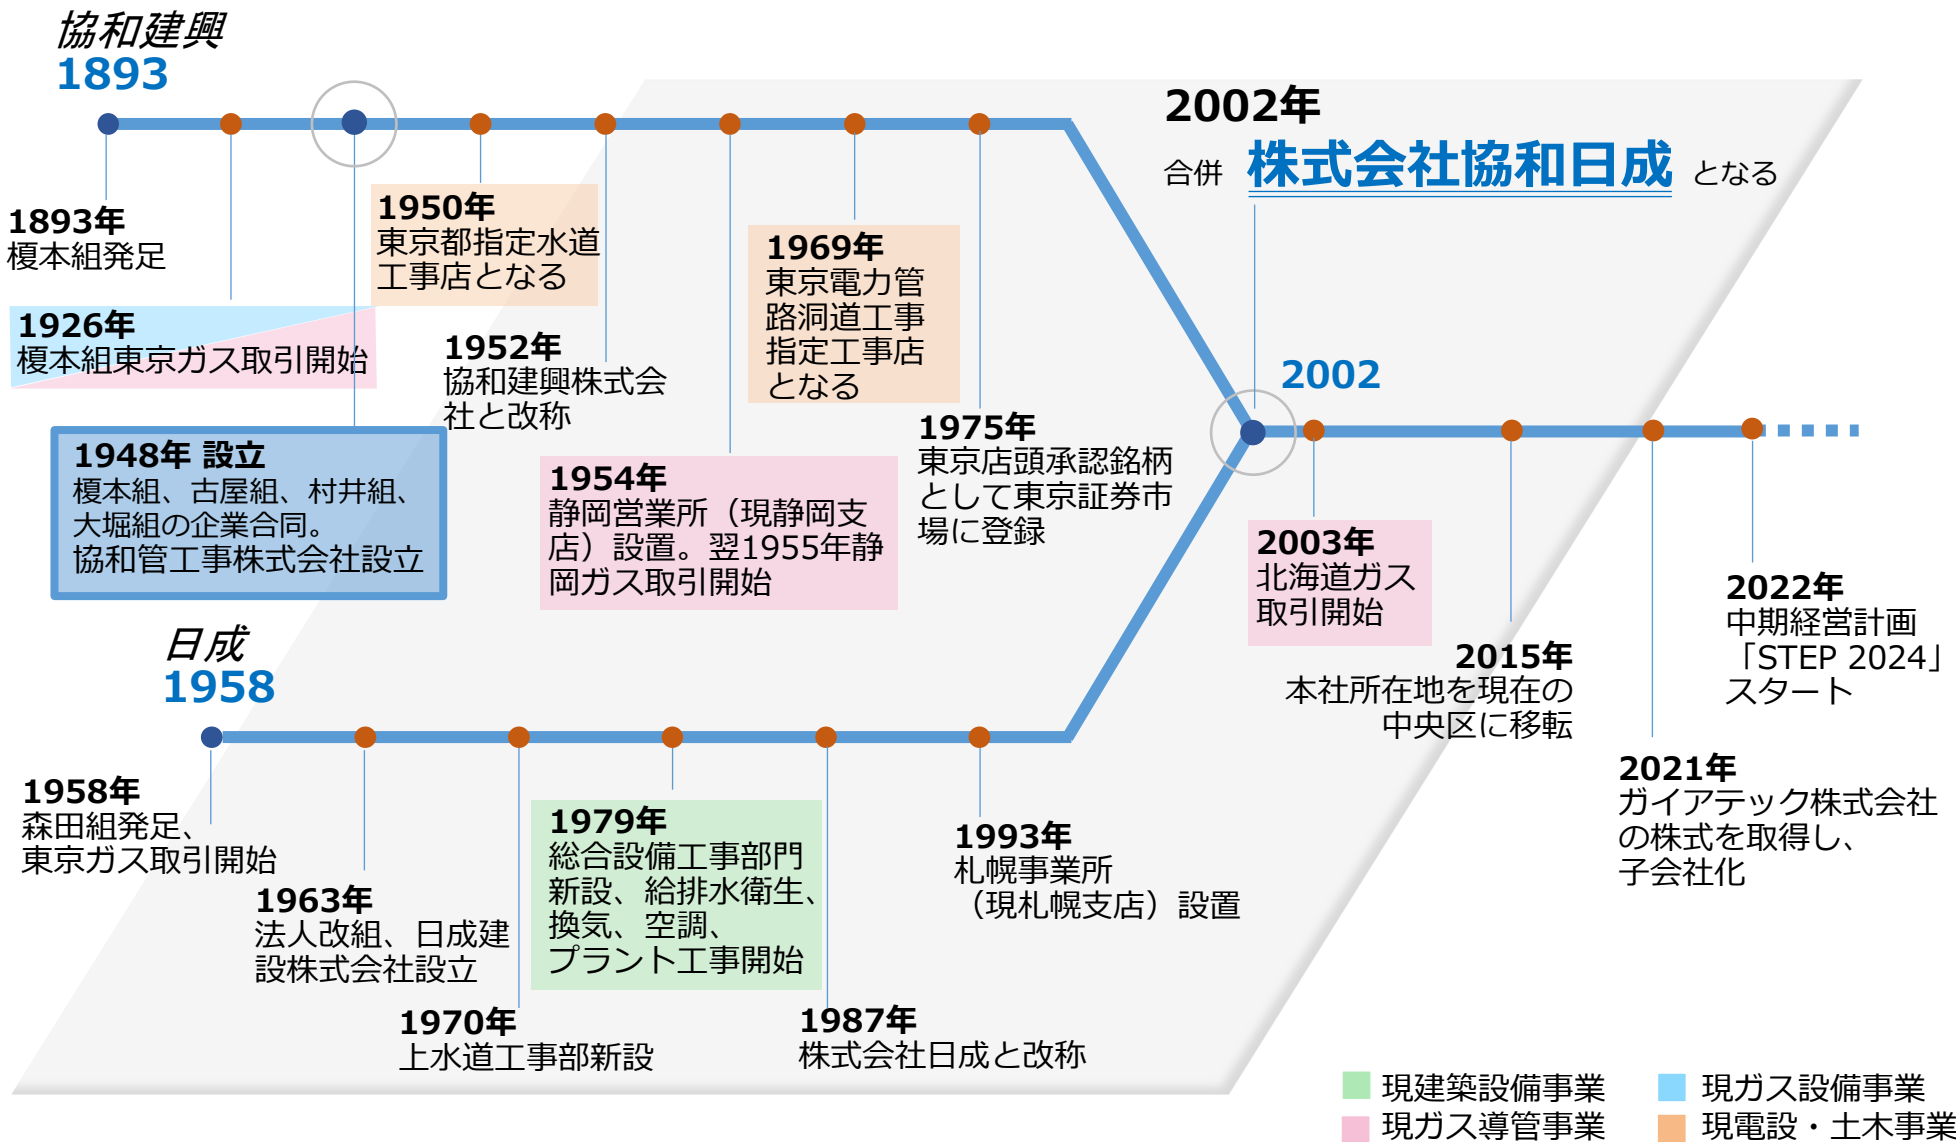 協和建興
1893
1893年
榎本組発足
1926年
榎本組東京ガス取引開始
1948年 設立
榎本組、古屋組、村井組、
大堀組の企業合同。
協和管工事株式会社設立
1950年
東京都指定水道
工事店となる
1952年
協和建興株式会
社と改称
1954年
静岡営業所（現静岡支
店）設置。翌1955年静
岡ガス取引開始
1969年
東京電力管
路洞道工事
指定工事店
となる
1975年
東京店頭承認銘柄
として東京証券市
場に登録
2002年
合併 株式会社協和日成 となる
2002
2003年
北海道ガス
取引開始
2015年
本社所在地を現在の
中央区に移転
2021年
ガイアテック株式会社
の株式を取得し、
子会社化
2022年
中期経営計画
「STEP 2024」
スタート
日成
1958
1958年
森田組発足、
東京ガス取引開始
1963年
法人改組、日成建
設株式会社設立
1970年
上水道工事部新設
1979年
総合設備工事部門
新設、給排水衛生、
換気、空調、
プラント工事開始
1987年
株式会社日成と改称
1993年
札幌事業所
（現札幌支店）設置
現建築設備事業
現ガス設備事業
現ガス導管事業
現電設・土木事業